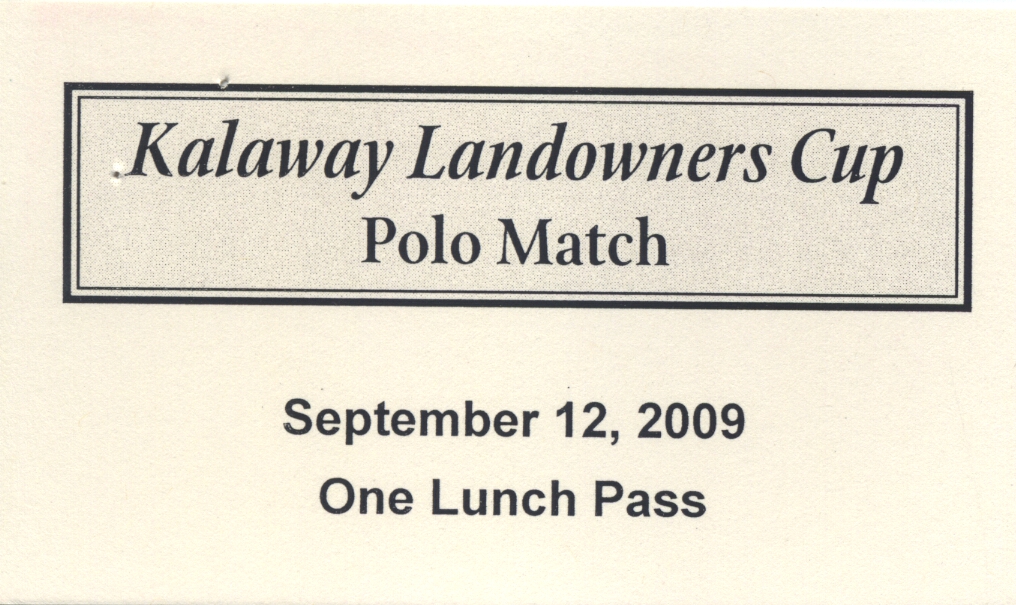 Kalaway Landowners Cup
Polo Match
September 12, 2009
One Lunch Pass